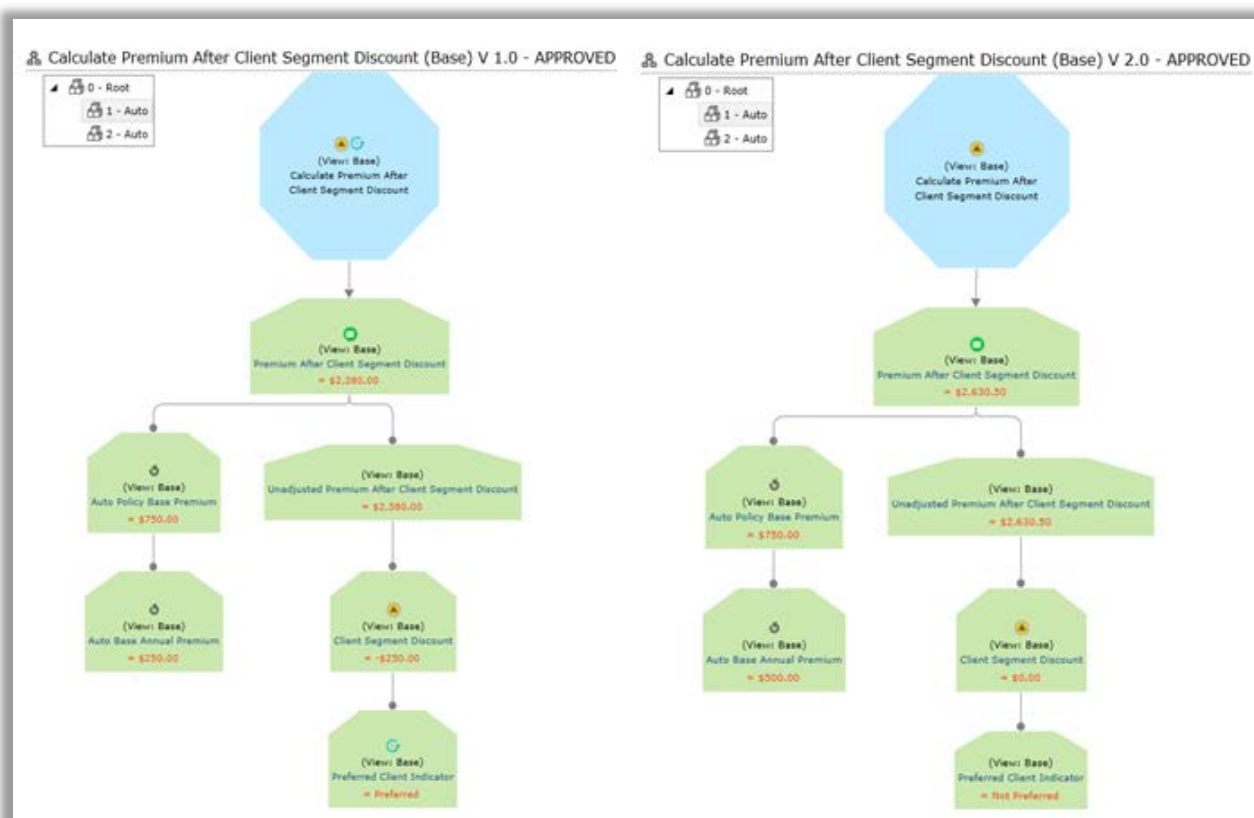 Calculate Premium After Client Segment Discount (Base) V 1.0 - APPROVED
0 - Root
1 - Auto
2 - Auto
(View: Base)
Calculate Premium After
Client Segment Discount
(View: Base)
Premium After Client Segment Discount
= $2,380.00
(View: Base)
Auto Policy Base Premium
= $750.00
(View: Base)
Unadjusted Premium After Client Segment Discount
= $2,380.00
(View: Base)
Auto Base Annual Premium
= $250.00
(View: Base)
Client Segment Discount
= -$250.00
(View: Base)
Preferred Client Indicator
= Preferred
Calculate Premium After Client Segment Discount (Base) V 2.0 - APPROVED
0 - Root
1 - Auto
2 - Auto
(View: Base)
Calculate Premium After
Client Segment Discount
(View: Base)
Premium After Client Segment Discount
= $2,630.50
(View: Base)
Auto Policy Base Premium
= $750.00
(View: Base)
Unadjusted Premium After Client Segment Discount
= $2,630.50
(View: Base)
Auto Base Annual Premium
= $500.00
(View: Base)
Client Segment Discount
= $0.00
(View: Base)
Preferred Client Indicator
= Not Preferred